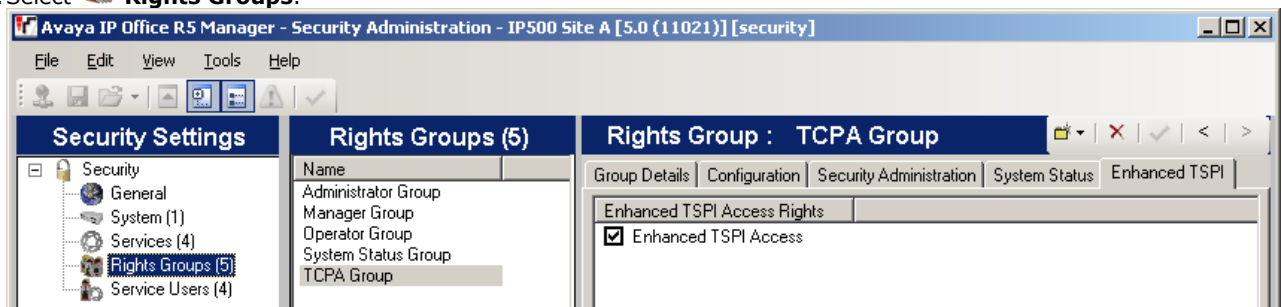 Select Rights Groups.
Avaya IP Office R5 Manager - Security Administration - IP500 Site A [5.0 (11021)] [security]
File Edit View Tools Help
Security Settings
Security
General
System (1)
Services (4)
Rights Groups (5)
Service Users (4)
Rights Groups (5)
Name
Administrator Group
Manager Group
Operator Group
System Status Group
TCPA Group
Rights Group : TCPA Group
Group Details Configuration Security Administration System Status Enhanced TSPI
Enhanced TSPI Access Rights
Enhanced TSPI Access